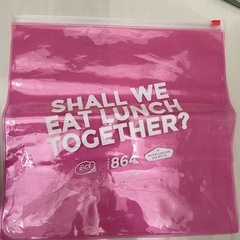 SHALL WE
EAT LUNCH
TOGETHER?
864